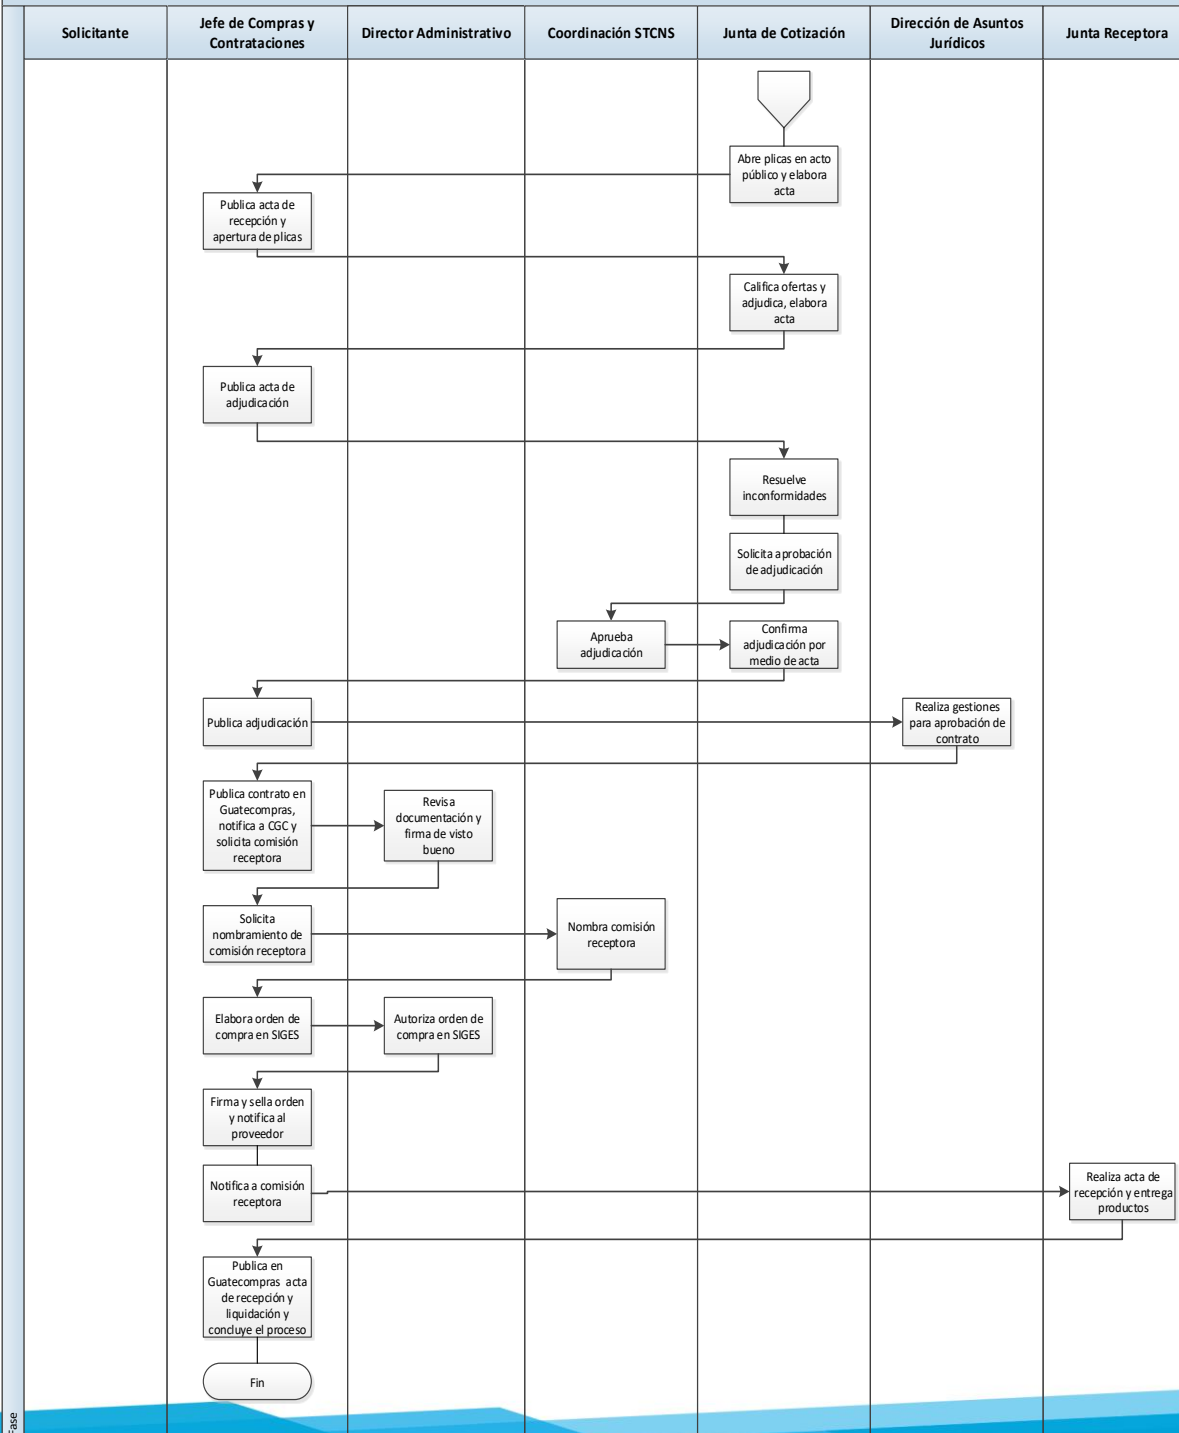 Solicitante
Jefe de Compras y
Contrataciones
Director Administrativo
Coordinación STCNS
Junta de Cotización
Dirección de Asuntos
Jurídicos
Junta Receptora
Abre plicas en acto
público y elabora
acta
Publica acta de
recepción y
apertura de plicas
Califica ofertas y
adjudica, elabora
acta
Publica acta de
adjudicación
Resuelve
inconformidades
Solicita aprobación
de adjudicación
Aprueba
adjudicación
Confirma
adjudicación por
medio de acta
Publica adjudicación
Realiza gestiones
para aprobación de
contrato
Publica contrato en
Guatecompras,
notifica a CGC y
solicita comisión
receptora
Revisa
documentación y
firma de visto
bueno
Solicita
nombramiento de
comisión receptora
Nombra comisión
receptora
Elabora orden de
compra en SIGES
Autoriza orden de
compra en SIGES
Firma y sella orden
y notifica al
proveedor
Notifica a comisión
receptora
Realiza acta de
recepción y entrega
productos
Publica en
Guatecompras acta
de recepción y
liquidación y
concluye el proceso
Fin
Fase